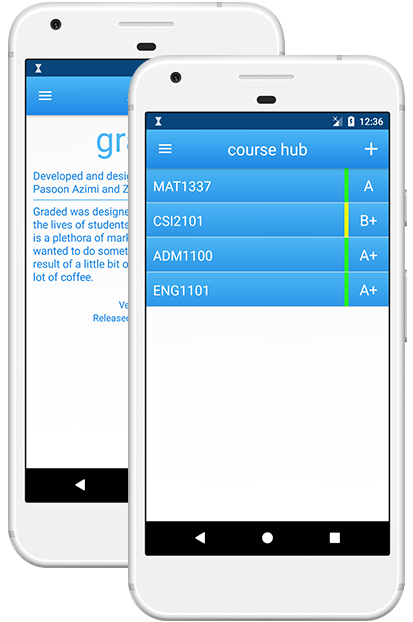 gra
Developed and desig
Pasoon Azimi and Z
Graded was designe
the lives of students
is a plethora of mark
wanted to do somet
result of a little bit o
lot of coffee.
Ve
Released
12:36
course hub +
MAT1337 A
CSI2101 B+
ADM1100 A+
ENG1101 A+